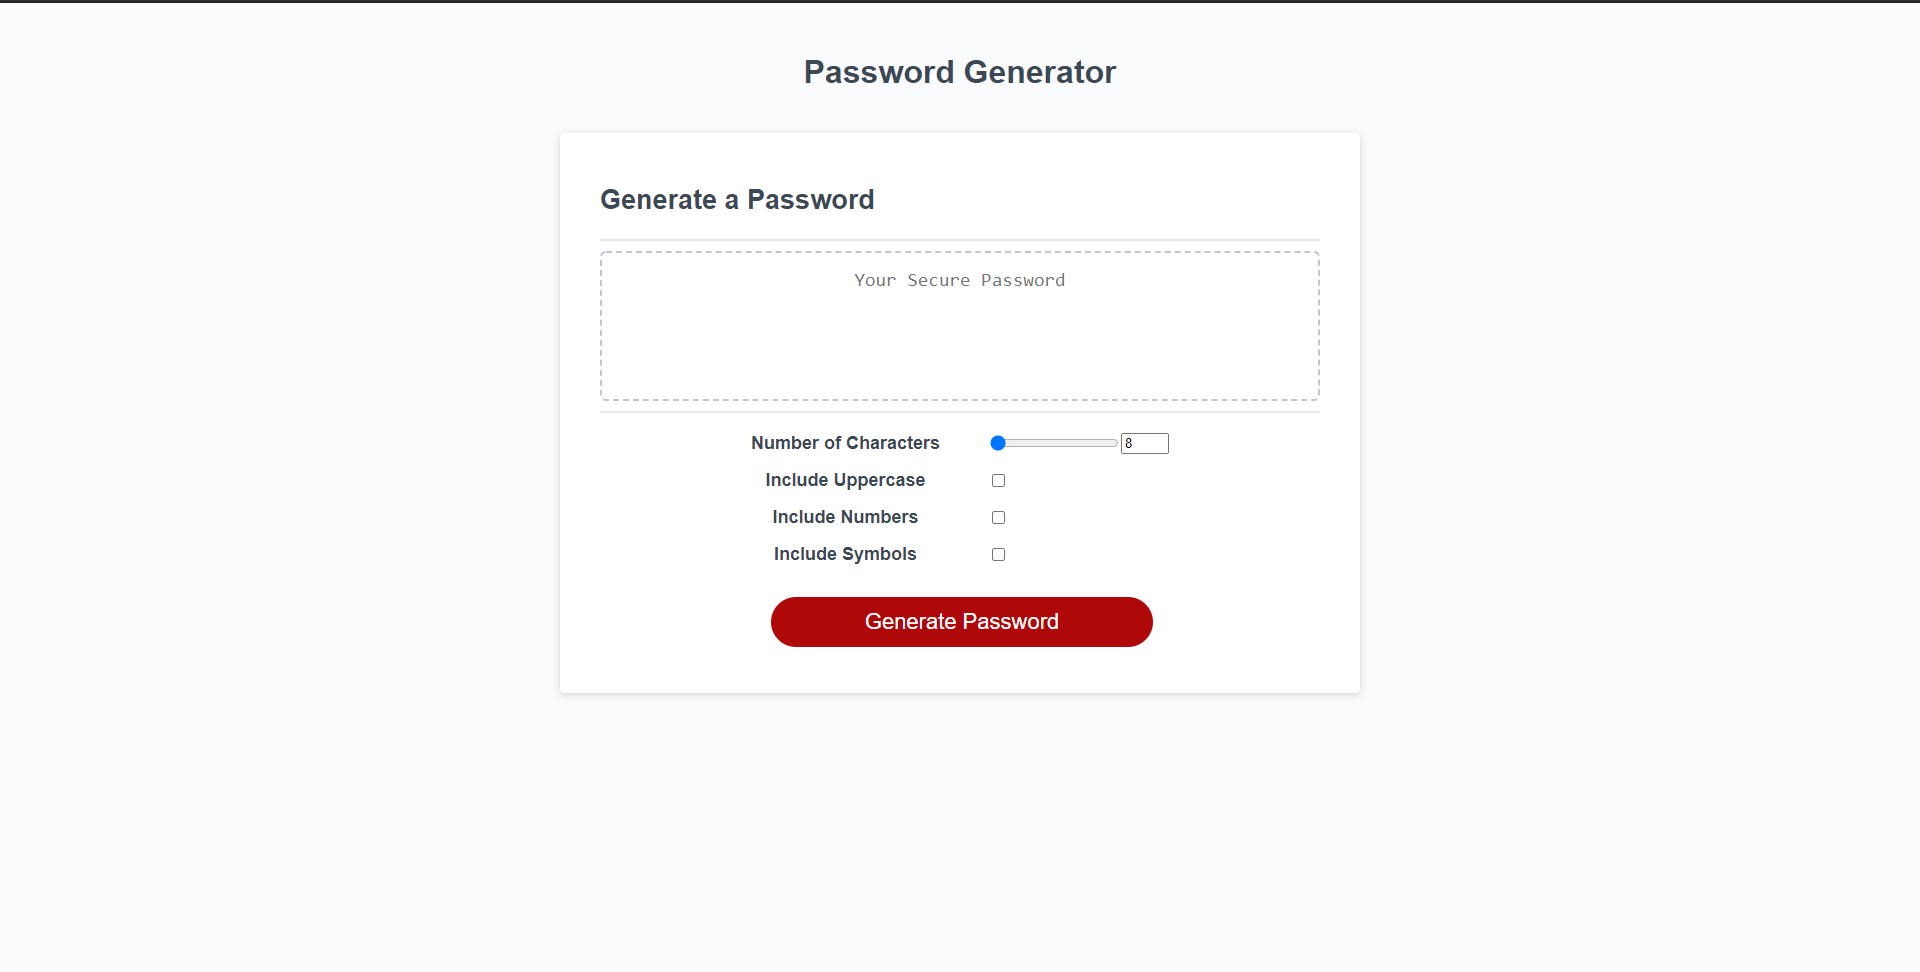 Password Generator
Generate a Password
Your Secure Password
Number of Characters 8
Include Uppercase
Include Numbers
Include Symbols
Generate Password